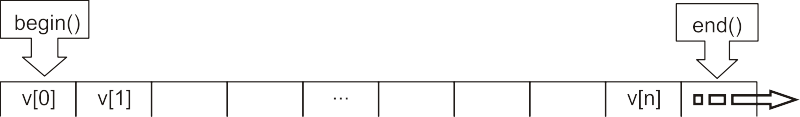 begin()
end()
v[0] v[1] ... v[n]